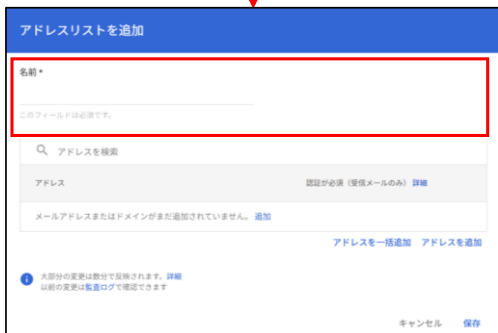 アドレスリストを追加
名前 *
このフィールドは必須です。
アドレスを検索
アドレス 認証が必須（受信メールのみ） 詳細
メールアドレスまたはドメインがまだ追加されていません。 追加
アドレスを一括追加 アドレスを追加
大部分の変更は数分で反映されます。 詳細
以前の変更は監査ログで確認できます
キャンセル 保存